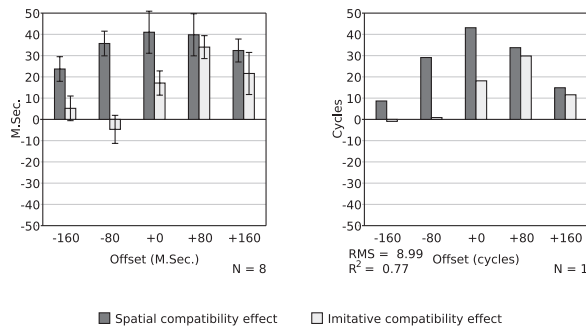 50
40
30
20
10
0
-10
-20
-30
-40
-50
M.Sec.
-160 -80 +0 +80 +160
Offset (M.Sec.)
N = 8
50
40
30
20
10
0
-10
-20
-30
-40
-50
Cycles
-160 -80 +0 +80 +160
RMS = 8.99
Offset (cycles)
R² = 0.77
N = 1
Spatial compatibility effect Imitative compatibility effect